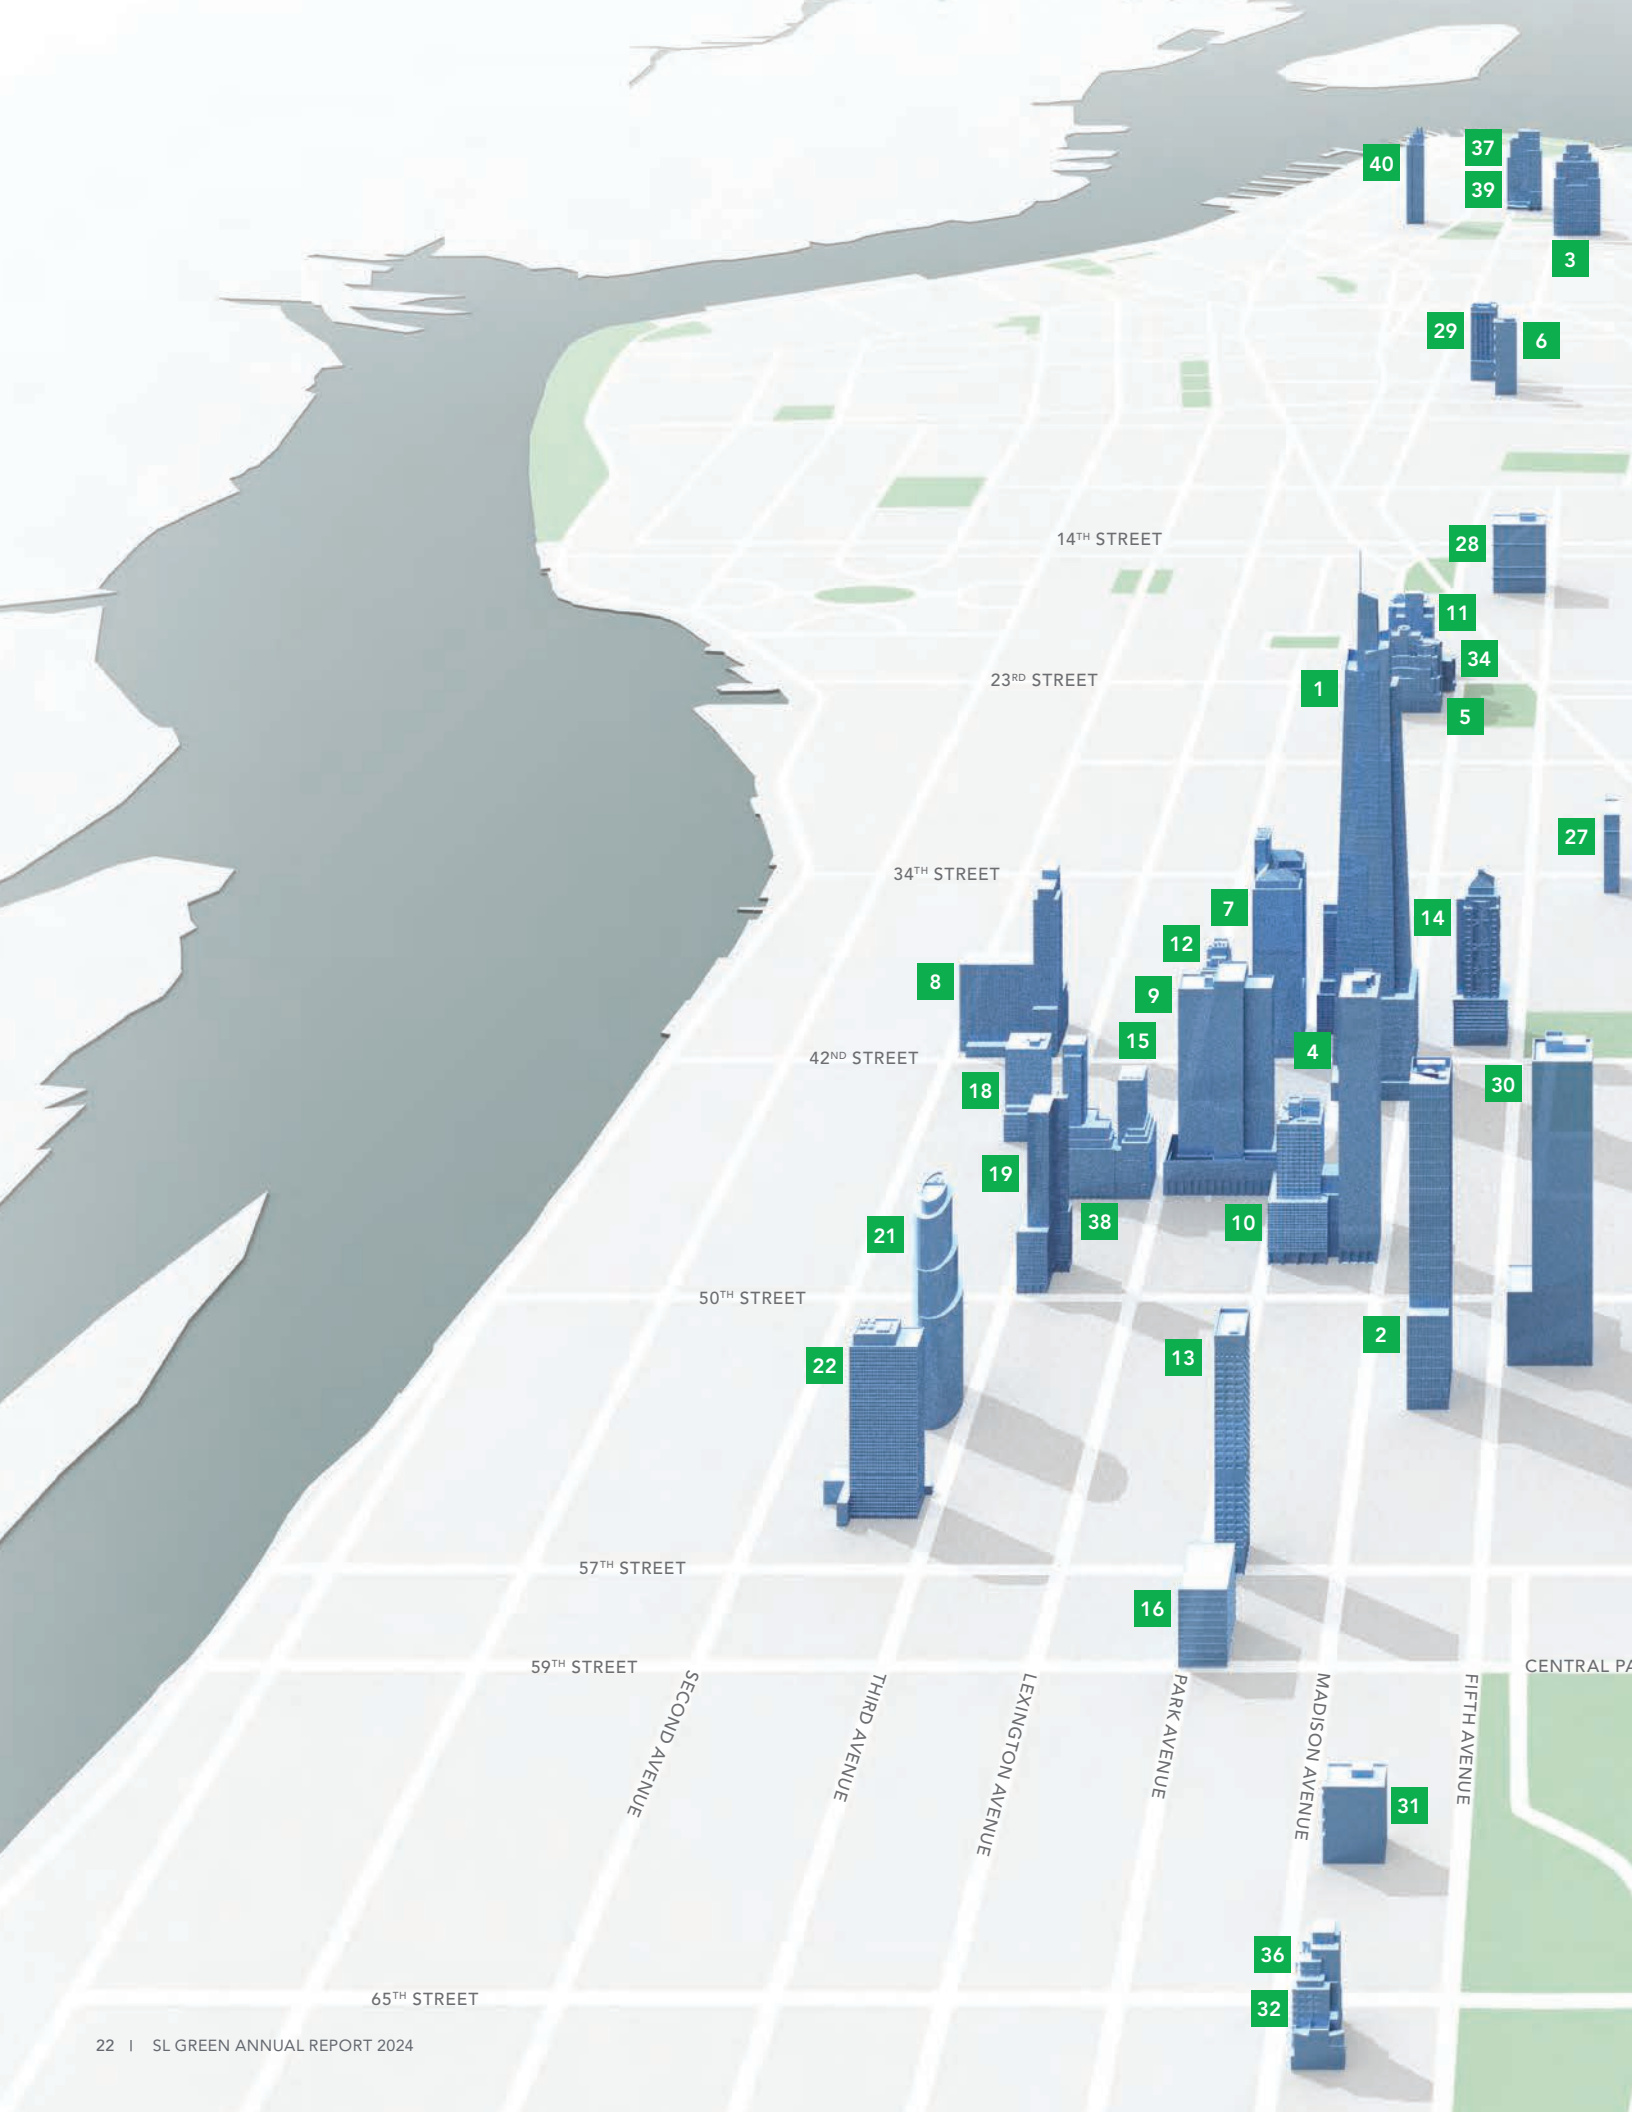 40
37
39
3
29
6
14TH STREET
28
11
34
23RD STREET
1
5
27
34TH STREET
7
14
12
8
9
15
4
42ND STREET
18
30
19
38
10
21
50TH STREET
2
13
22
57TH STREET
16
59TH STREET
CENTRAL PA
SECOND AVENUE
THIRD AVENUE
LEXINGTON AVENUE
PARK AVENUE
MADISON AVENUE
FIFTH AVENUE
31
36
65TH STREET
32
22 | SL GREEN ANNUAL REPORT 2024